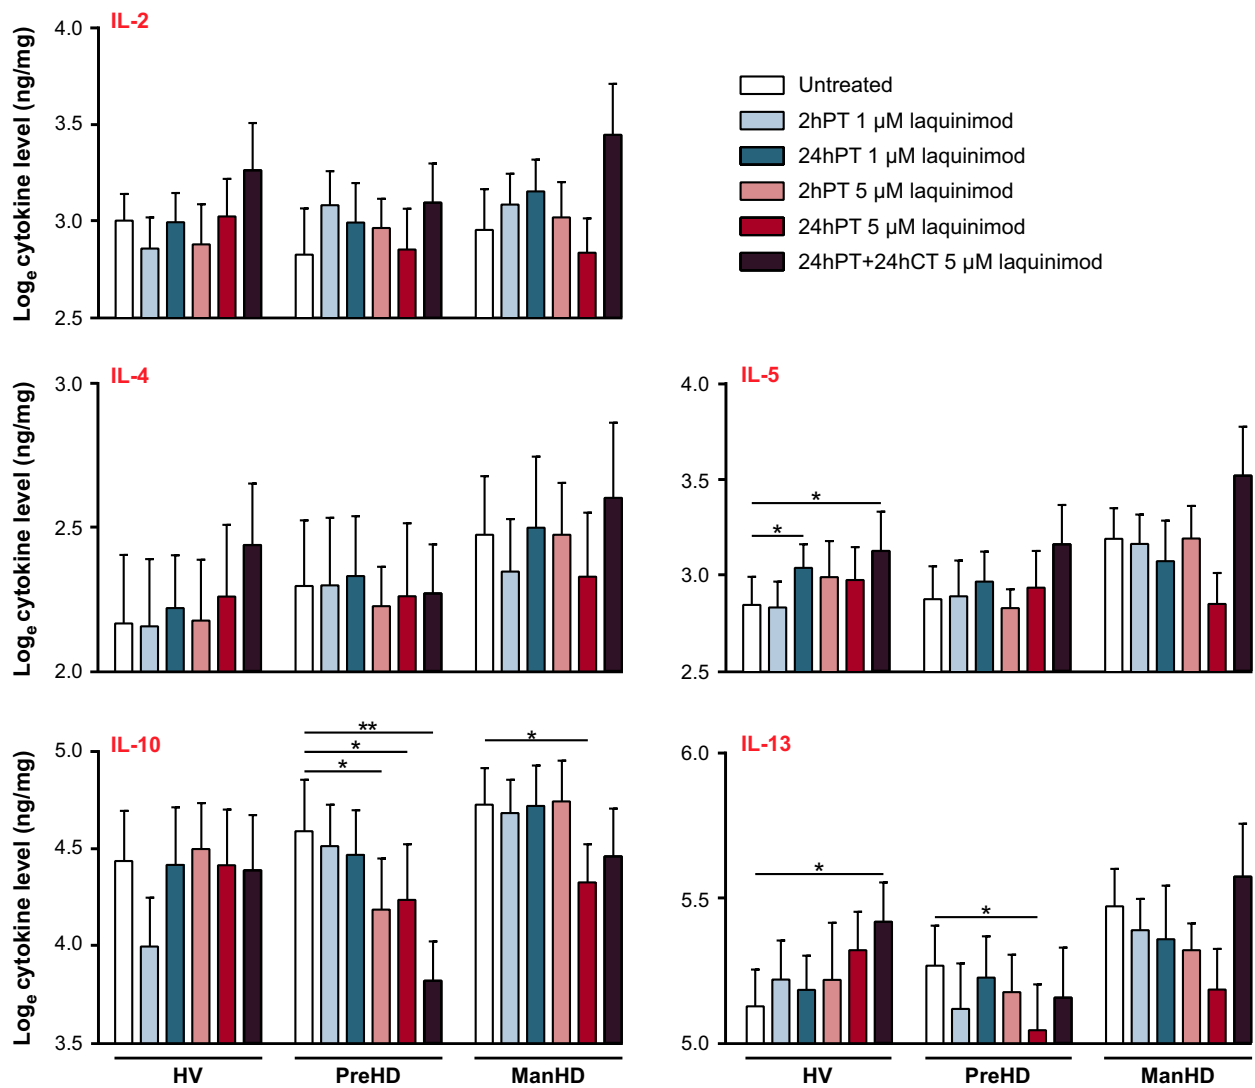 IL-2
Log_e cytokine level (ng/mg)
4.0
3.5
3.0
2.5
Untreated
2hPT 1 µM laquinimod
24hPT 1 µM laquinimod
2hPT 5 µM laquinimod
24hPT 5 µM laquinimod
24hPT+24hCT 5 µM laquinimod
IL-4
Log_e cytokine level (ng/mg)
3.0
2.5
2.0
IL-5
4.0
3.5
3.0
2.5
*
*
IL-10
Log_e cytokine level (ng/mg)
5.0
4.5
4.0
3.5
**
*
*
*
HV
PreHD
ManHD
IL-13
6.0
5.5
5.0
*
*
HV
PreHD
ManHD